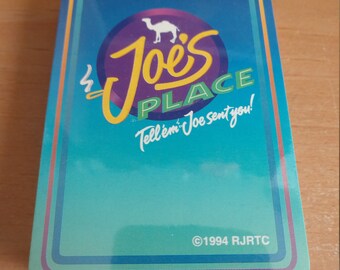 Joe's
PLACE
Tell 'em Joe sent you!
©1994 RJRTC